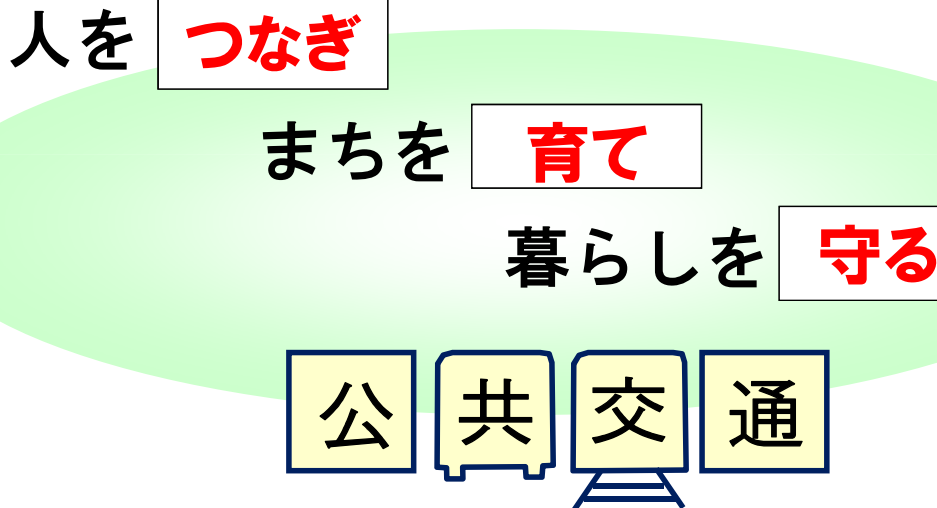 人を つなぎ
まちを 育て
暮らしを 守る
公共交通